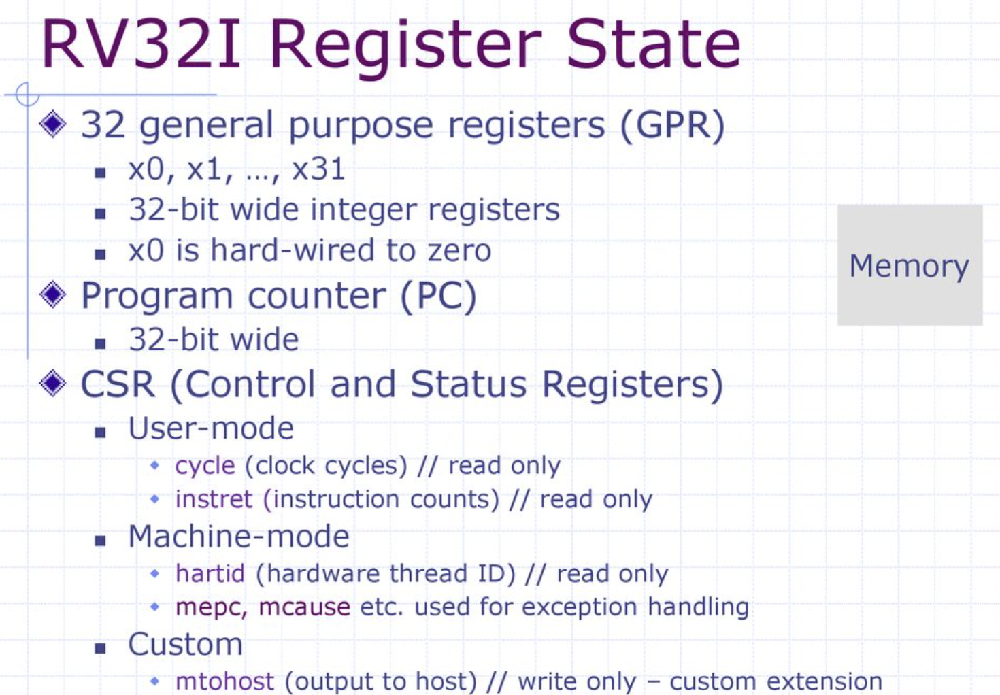 RV32I Register State
32 general purpose registers (GPR)
x0, x1, …, x31
32-bit wide integer registers
x0 is hard-wired to zero
Memory
Program counter (PC)
32-bit wide
CSR (Control and Status Registers)
User-mode
cycle (clock cycles) // read only
instret (instruction counts) // read only
Machine-mode
hartid (hardware thread ID) // read only
mepc, mcause etc. used for exception handling
Custom
mtohost (output to host) // write only – custom extension